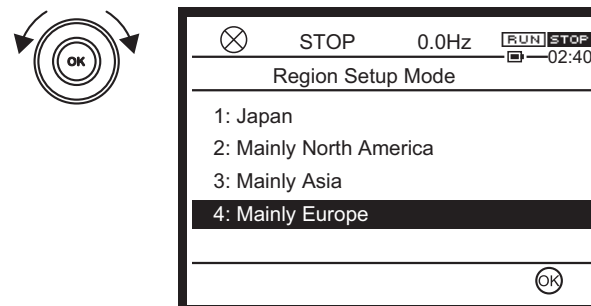 OK
STOP 0.0Hz RUN STOP
02:40
Region Setup Mode
1: Japan
2: Mainly North America
3: Mainly Asia
4: Mainly Europe
OK